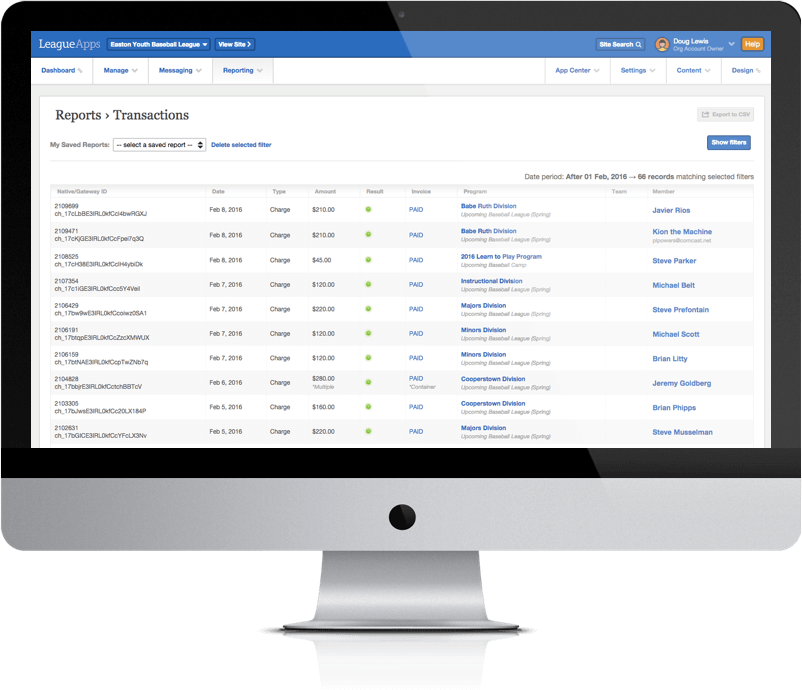 LeagueApps Easton Youth Baseball League View Site Site Search Doug Lewis Help
Org Account Owner
Dashboard Manage Messaging Reporting App Center Settings Content Design
Reports › Transactions Export to CSV
My Saved Reports: -- select a saved report -- Delete selected filter Show filters
Date period: After 01 Feb, 2016 → 66 records matching selected filters
Native/Gateway ID Date Type Amount Result Invoice Program Team Member
2109699 Babe Ruth Division
Feb 8, 2016 Charge $210.00 PAID Javier Rios
Upcoming Baseball League (Spring)
2109471 Babe Ruth Division Kion the Machine
Feb 8, 2016 Charge $210.00 PAID
Upcoming Baseball League (Spring) plpowers@comcast.net
2108525 2016 Learn to Play Program
Feb 8, 2016 Charge $45.00 PAID Steve Parker
Upcoming Baseball Camp
2107354 Instructional Division
Feb 7, 2016 Charge $120.00 PAID Michael Belt
Upcoming Baseball League (Spring)
2106429 Majors Division
Feb 7, 2016 Charge $220.00 PAID Steve Prefontain
Upcoming Baseball League (Spring)
2106191 Minors Division
Feb 7, 2016 Charge $120.00 PAID Michael Scott
Upcoming Baseball League (Spring)
2106159 Minors Division
Feb 7, 2016 Charge $120.00 PAID Brian Litty
Upcoming Baseball League (Spring)
2104828 $280.00 PAID Cooperstown Division
Feb 6, 2016 Charge Jeremy Goldberg
*Multiple *Container Upcoming Baseball League (Spring)
2103305 Cooperstown Division
Feb 5, 2016 Charge $160.00 PAID Brian Phipps
Upcoming Baseball League (Spring)
2102631 Majors Division
Feb 5, 2016 Charge $220.00 PAID Steve Musselman
Upcoming Baseball League (Spring)